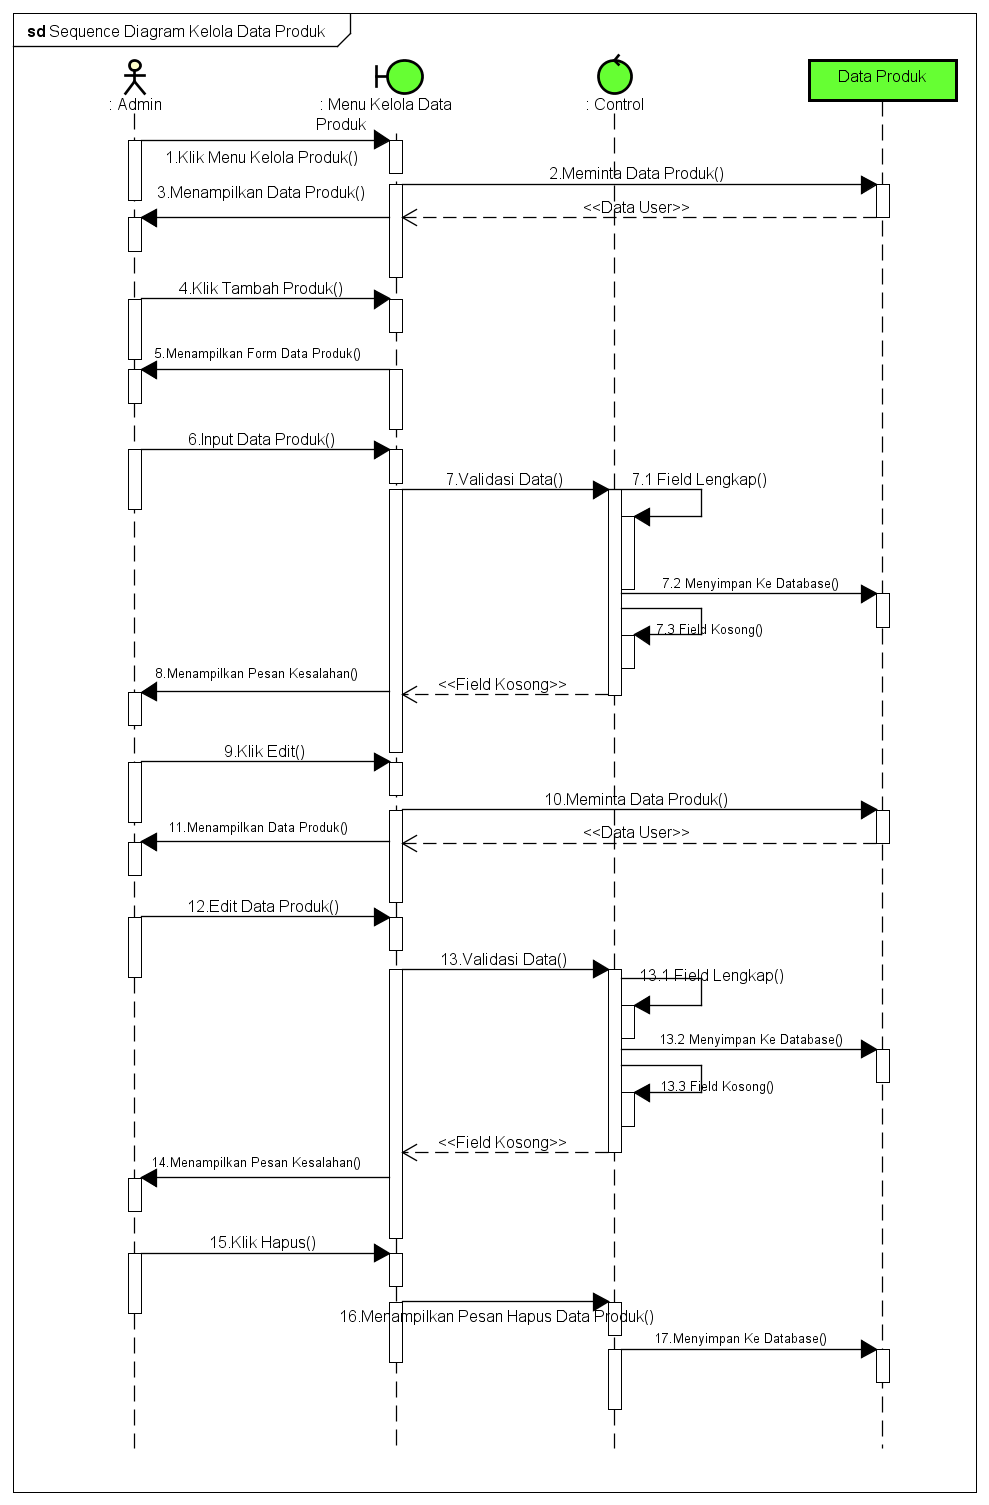 sd Sequence Diagram Kelola Data Produk
: Admin
: Menu Kelola Data
Produk
: Control
Data Produk
1.Klik Menu Kelola Produk()
2.Meminta Data Produk()
3.Menampilkan Data Produk()
<<Data User>>
4.Klik Tambah Produk()
5.Menampilkan Form Data Produk()
6.Input Data Produk()
7.Validasi Data()
7.1 Field Lengkap()
7.2 Menyimpan Ke Database()
7.3 Field Kosong()
8.Menampilkan Pesan Kesalahan()
<<Field Kosong>>
9.Klik Edit()
10.Meminta Data Produk()
11.Menampilkan Data Produk()
<<Data User>>
12.Edit Data Produk()
13.Validasi Data()
13.1 Field Lengkap()
13.2 Menyimpan Ke Database()
13.3 Field Kosong()
<<Field Kosong>>
14.Menampilkan Pesan Kesalahan()
15.Klik Hapus()
16.Menampilkan Pesan Hapus Data Produk()
17.Menyimpan Ke Database()